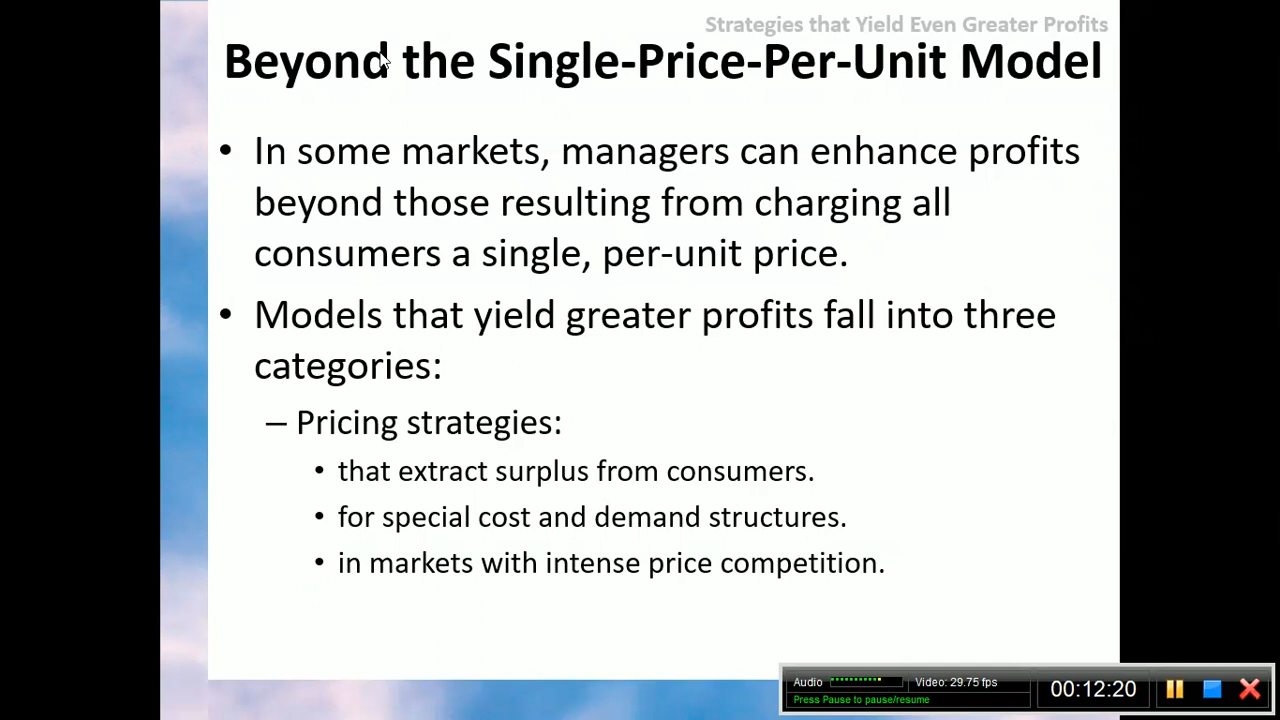 Strategies that Yield Even Greater Profits
Beyond the Single-Price-Per-Unit Model
• In some markets, managers can enhance profits
beyond those resulting from charging all
consumers a single, per-unit price.
• Models that yield greater profits fall into three
categories:
– Pricing strategies:
• that extract surplus from consumers.
• for special cost and demand structures.
• in markets with intense price competition.
Audio
Video: 29.75 fps
Press Pause to pause/resume
00:12:20